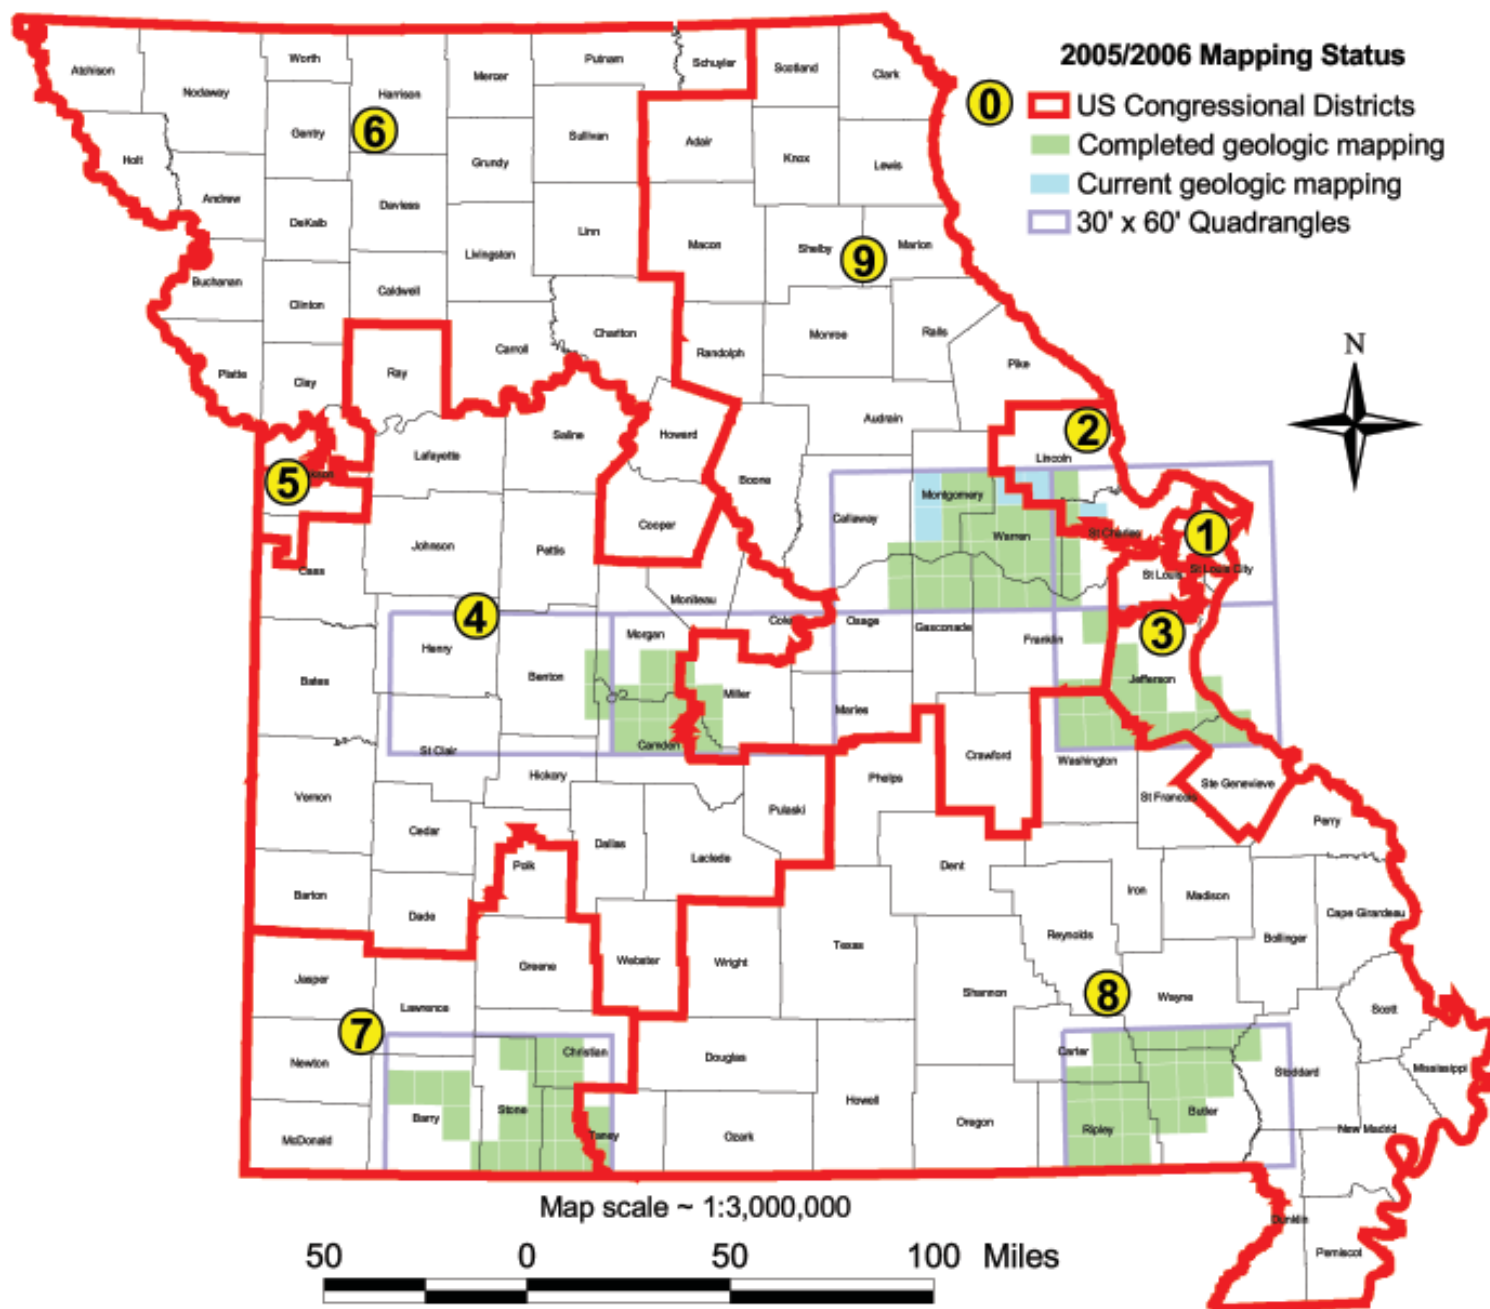 2005/2006 Mapping Status
0 US Congressional Districts
Completed geologic mapping
Current geologic mapping
30' x 60' Quadrangles
N
Atchison
Nodaway
Worth
Harrison
Mercer
Putnam
Schuyler
Scotland
Clark
6
Gentry
Sullivan
Adair
Knox
Lewis
Holt
Grundy
Andrew
DeKalb
Daviess
Linn
Macon
Shelby
Marion
9
Livingston
Buchanan
Clinton
Caldwell
Chariton
Monroe
Ralls
Randolph
Carroll
Platte
Clay
Ray
Pike
Audrain
2
Lincoln
Howard
Saline
Lafayette
5
Boone
Cooper
Callaway
Montgomery
Warren
St Charles
1
St Louis
St Louis City
Johnson
Pettis
Cass
Moniteau
Cole
Osage
Gasconade
Franklin
3
4
Henry
Morgan
Benton
Miller
Maries
Jefferson
Bates
St Clair
Camden
Hickory
Crawford
Phelps
Washington
St Francois
Ste Genevieve
Perry
Vernon
Cedar
Polk
Dallas
Laclede
Pulaski
Dent
Iron
Madison
Barton
Dade
Cape Girardeau
Bollinger
Reynolds
Texas
Webster
Wright
Greene
Jasper
Lawrence
Shannon
8
Wayne
Scott
7
Christian
Newton
Douglas
Carter
Stoddard
Mississippi
Barry
Stone
Taney
Howell
Oregon
Ripley
Butler
New Madrid
McDonald
Ozark
Dunklin
Pemiscot
Map scale ~ 1:3,000,000
50 0 50 100 Miles